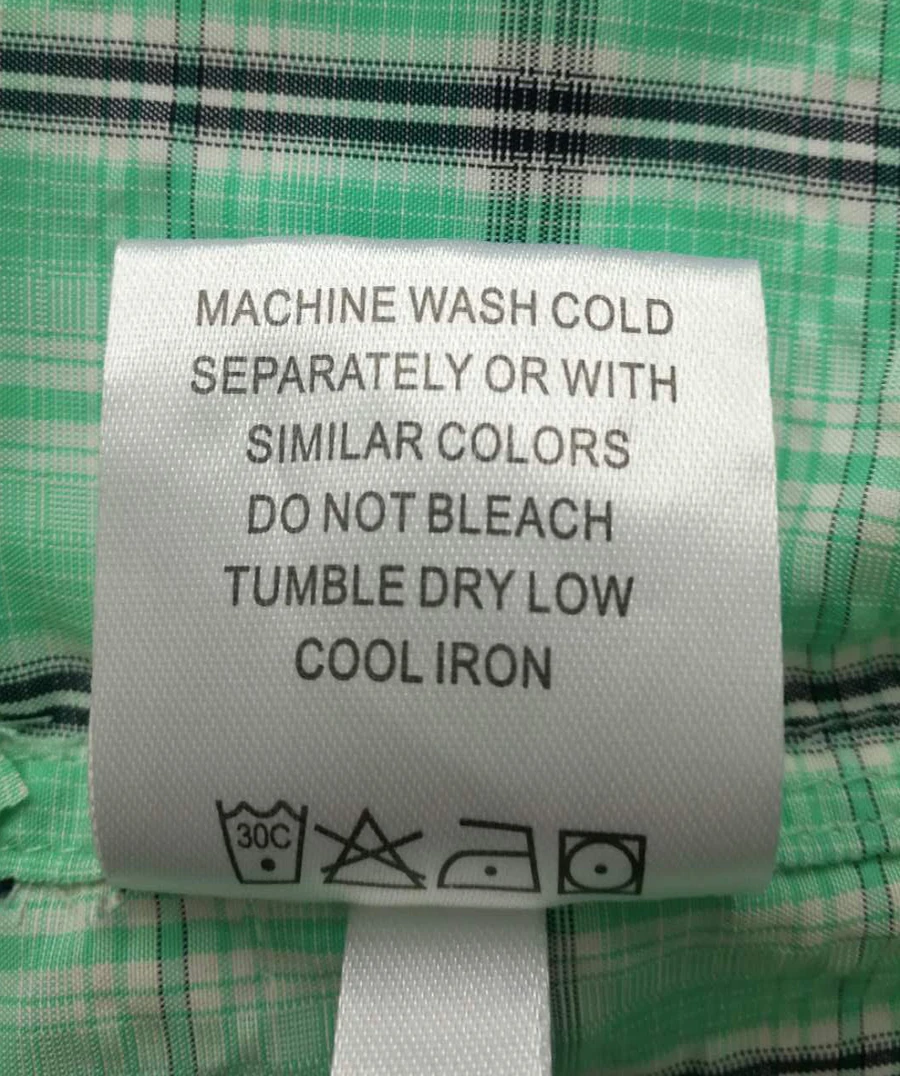 MACHINE WASH COLD
SEPARATELY OR WITH
SIMILAR COLORS
DO NOT BLEACH
TUMBLE DRY LOW
COOL IRON
30C